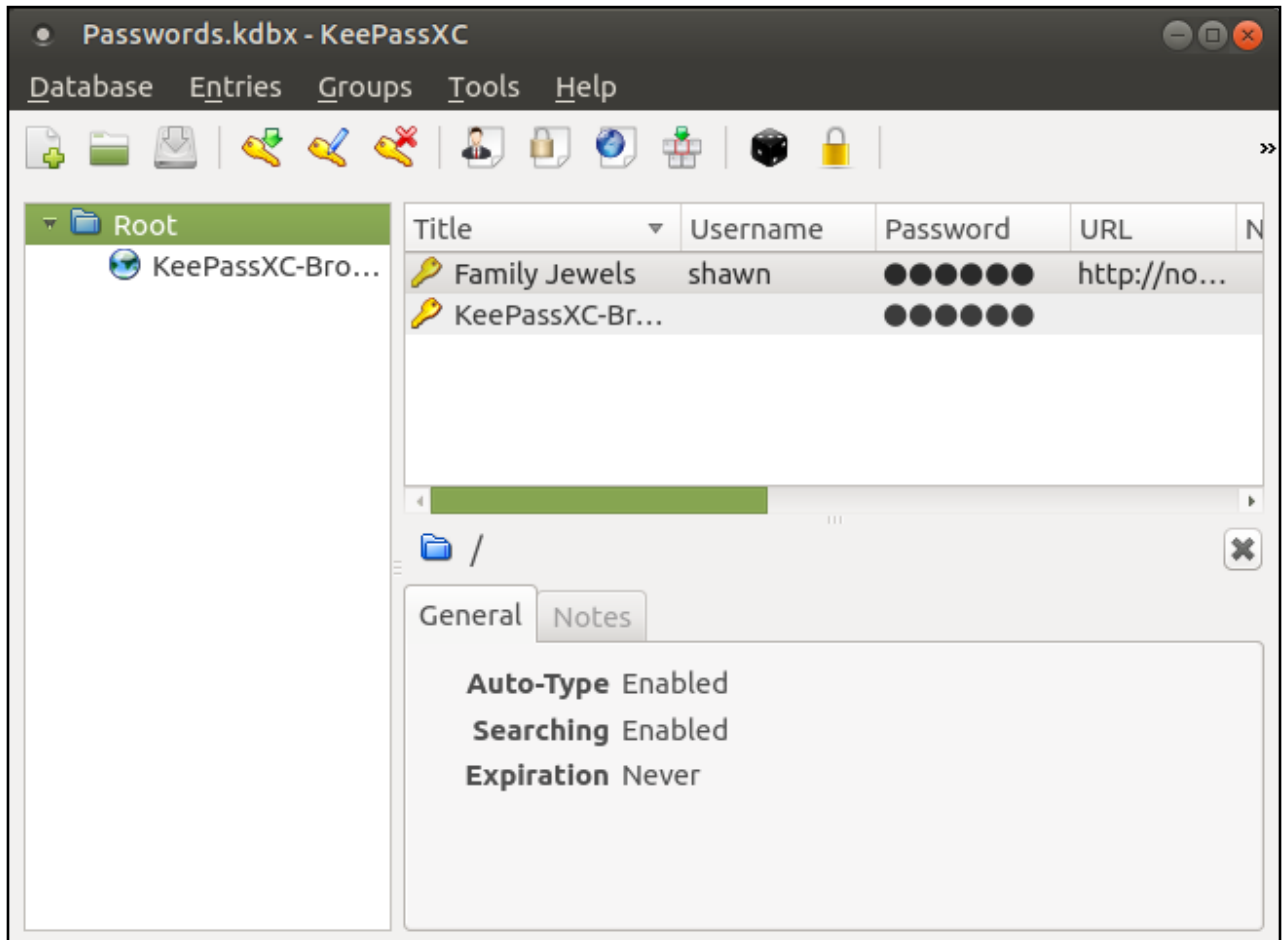 Passwords.kdbx - KeePassXC
Database Entries Groups Tools Help
»
Root
KeePassXC-Bro...
Title Username Password URL N
Family Jewels shawn ●●●●●● http://no...
KeePassXC-Br... ●●●●●●
/
General Notes
Auto-Type Enabled
Searching Enabled
Expiration Never